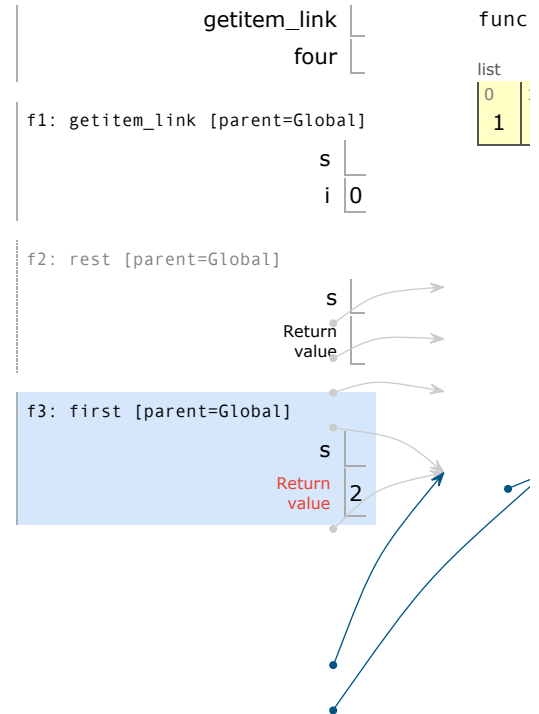 getitem_link
func
four
list
0
1
f1: getitem_link [parent=Global]
s
i 0
f2: rest [parent=Global]
s
Return
value
f3: first [parent=Global]
s
Return
value 2